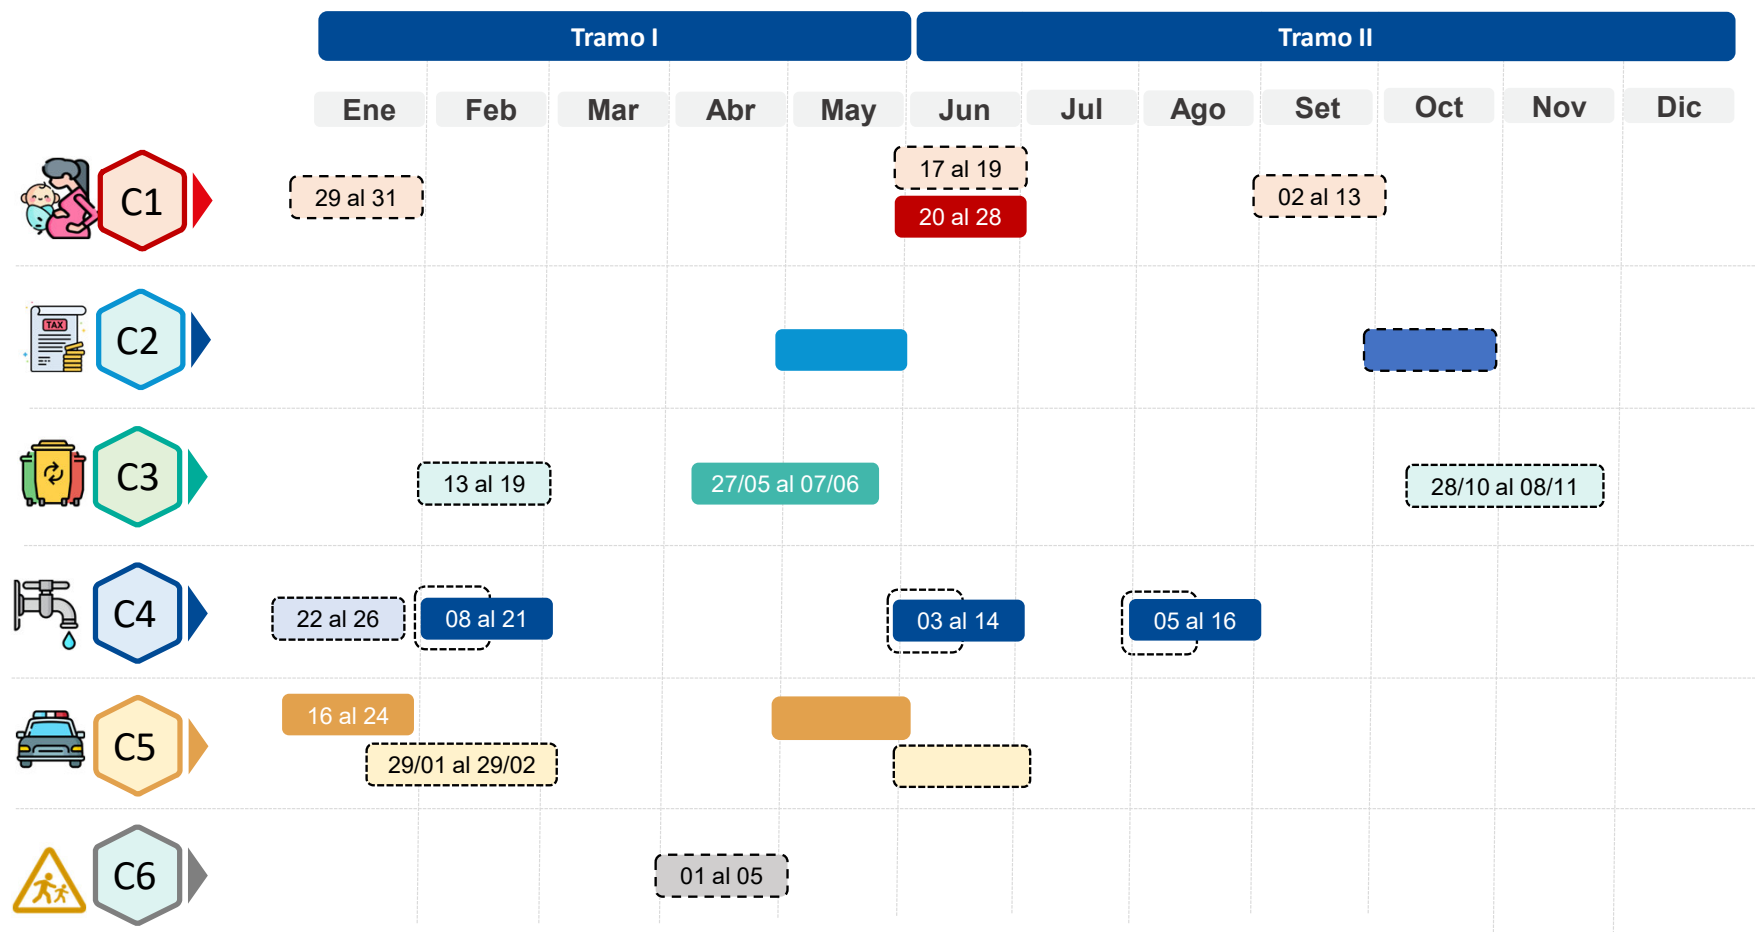 Tramo I
Tramo II
Ene
Feb
Mar
Abr
May
Jun
Jul
Ago
Set
Oct
Nov
Dic
C1
29 al 31
17 al 19
20 al 28
02 al 13
TAX
C2
C3
13 al 19
27/05 al 07/06
28/10 al 08/11
C4
22 al 26
08 al 21
03 al 14
05 al 16
C5
16 al 24
29/01 al 29/02
C6
01 al 05